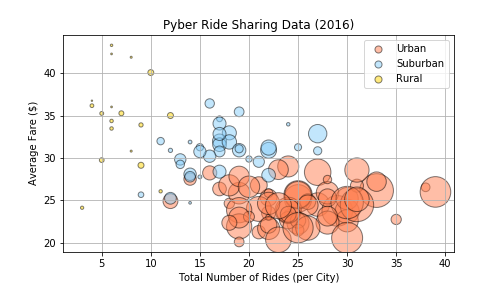 Pyber Ride Sharing Data (2016)
Urban
Suburban
Rural
Average Fare ($)
40
35
30
25
20
5
10
15
20
25
30
35
40
Total Number of Rides (per City)